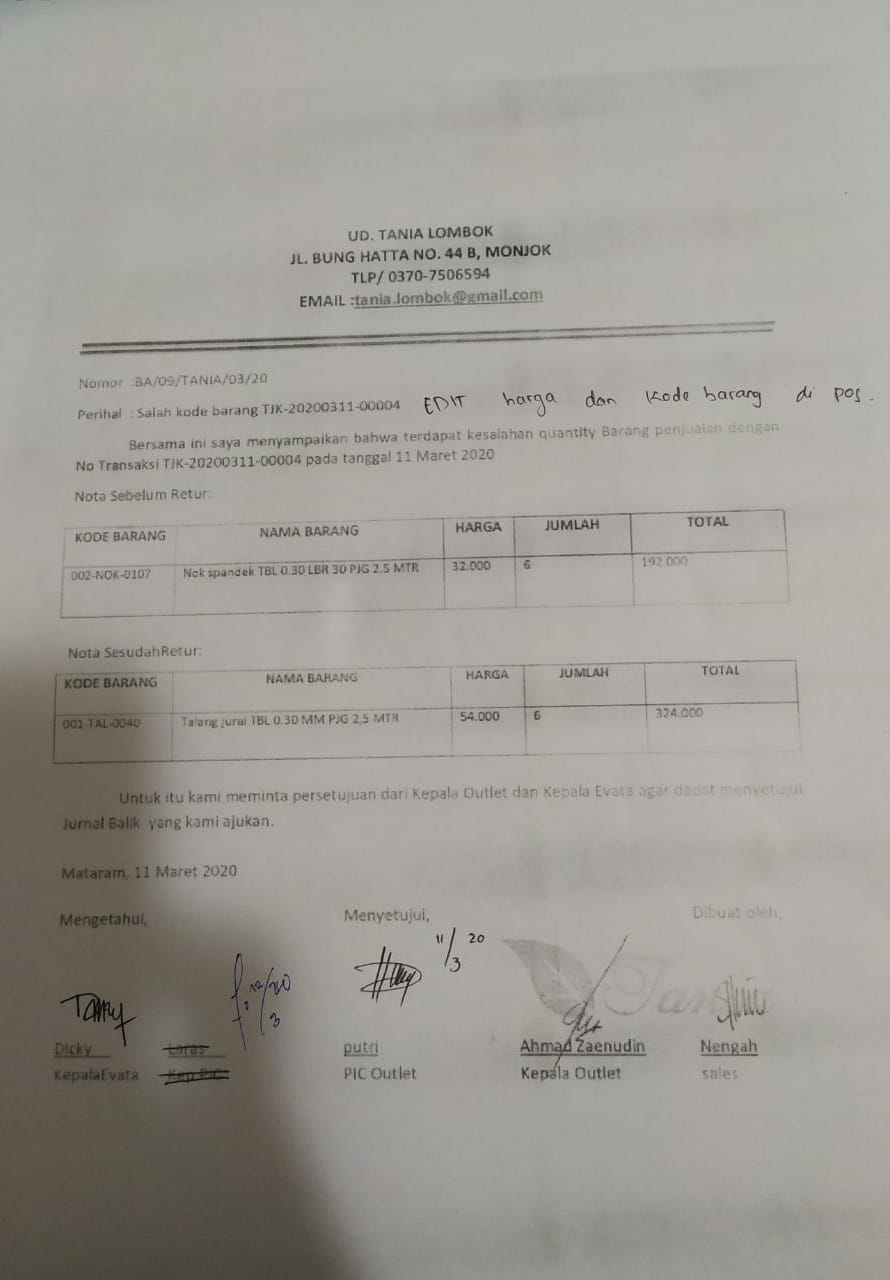 UD. TANIA LOMBOK
JL. BUNG HATTA NO. 44 B, MONJOK
TLP/ 0370-7506594
EMAIL :tania.lombok@gmail.com
Nomor :BA/09/TANIA/03/20
Perihal : Salah kode barang TJK-20200311-00004 EDIT harga dan Kode barang di pos.
Bersama ini saya menyampaikan bahwa terdapat kesalahan quantity Barang penjualan dengan
No Transaksi TJK-20200311-00004 pada tanggal 11 Maret 2020
Nota Sebelum Retur:
KODE BARANG NAMA BARANG HARGA JUMLAH TOTAL
002-NOK-0107 Nok spandek TBL 0.30 LBR 30 PJG 2.5 MTR 32.000 6 192.000
Nota SesudahRetur:
KODE BARANG NAMA BARANG HARGA JUMLAH TOTAL
001-TAL-0040 Talang jurai TBL 0.30 MM PJG 2,5 MTR 54.000 6 324.000
Untuk itu kami meminta persetujuan dari Kepala Outlet dan Kepala Evata agar dapat menyetujui
Jurnal Balik yang kami ajukan.
Mataram, 11 Maret 2020
Mengetahui, Menyetujui, Dibuat oleh,
11/3 20
Dicky Laras putri Ahmad Zaenudin Nengah
KepalaEvata Kep PIC PIC Outlet Kepala Outlet sales